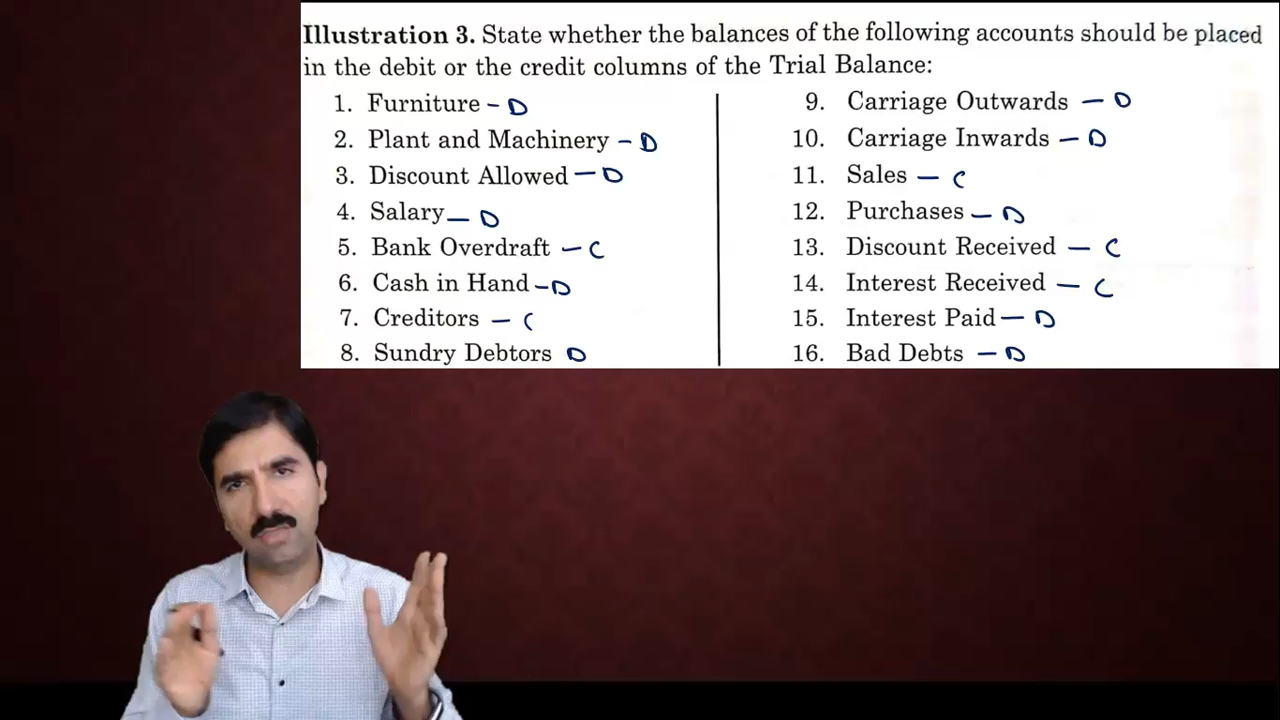 Illustration 3. State whether the balances of the following accounts should be placed
in the debit or the credit columns of the Trial Balance:
1. Furniture - D
2. Plant and Machinery - D
3. Discount Allowed - D
4. Salary - D
5. Bank Overdraft - C
6. Cash in Hand - D
7. Creditors - C
8. Sundry Debtors D
9. Carriage Outwards - D
10. Carriage Inwards - D
11. Sales - C
12. Purchases - D
13. Discount Received - C
14. Interest Received - C
15. Interest Paid - D
16. Bad Debts - D